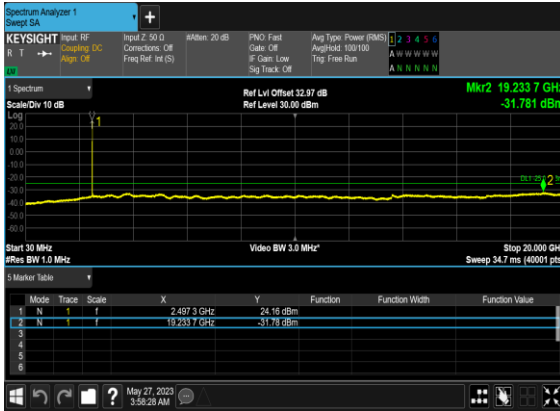 Spectrum Analyzer 1
Swept SA
+
KEYSIGHT Input: RF Input Z: 50 Ω #Atten: 20 dB PNO: Fast Avg Type: Power (RMS) 1 2 3 4 5 6
R T Coupling: DC Corrections: Off Gate: Off Avg|Hold: 100/100 A W W W W W
Align: Off Freq Ref: Int (S) IF Gain: Low Trig: Free Run
Sig Track: Off A N N N N N
LXI
1 Spectrum Ref Lvl Offset 32.97 dB Mkr2 19.233 7 GHz
Scale/Div 10 dB Ref Level 30.00 dBm -31.781 dBm
Log
20.0
10.0
0.00
-10.0
-20.0
-30.0
-40.0
-50.0
-60.0
1
2
Start 30 MHz Video BW 3.0 MHz* Stop 20.000 GHz
#Res BW 1.0 MHz Sweep 34.7 ms (40001 pts)
5 Marker Table
Mode Trace Scale X Y Function Function Width Function Value
1 N 1 f 2.497 3 GHz 24.16 dBm
2 N 1 f 19.233 7 GHz -31.78 dBm
3
4
5
6
? May 27, 2023
3:58:28 AM